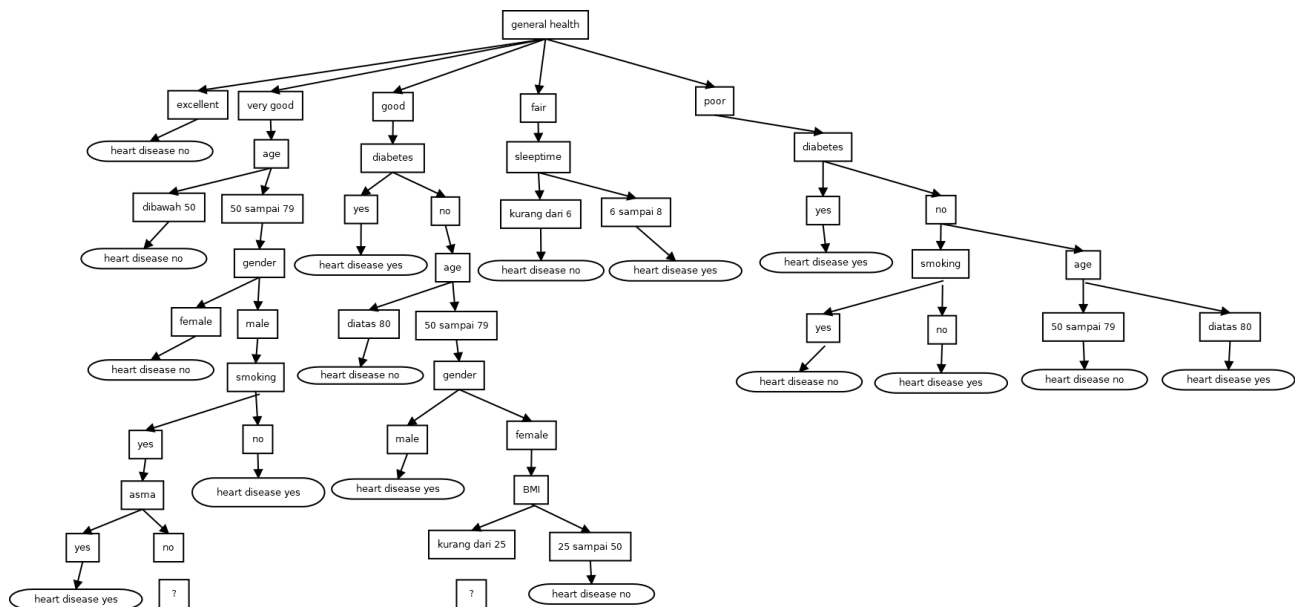 general health
excellent
very good
good
fair
poor
heart disease no
age
diabetes
sleeptime
diabetes
dibawah 50
50 sampai 79
yes
no
kurang dari 6
6 sampai 8
yes
no
heart disease no
gender
heart disease yes
age
heart disease no
heart disease yes
heart disease yes
smoking
age
female
male
diatas 80
50 sampai 79
yes
no
50 sampai 79
diatas 80
heart disease no
smoking
heart disease no
gender
heart disease no
heart disease yes
heart disease no
heart disease yes
yes
no
male
female
asma
heart disease yes
heart disease yes
BMI
yes
no
kurang dari 25
25 sampai 50
heart disease yes
?
?
heart disease no